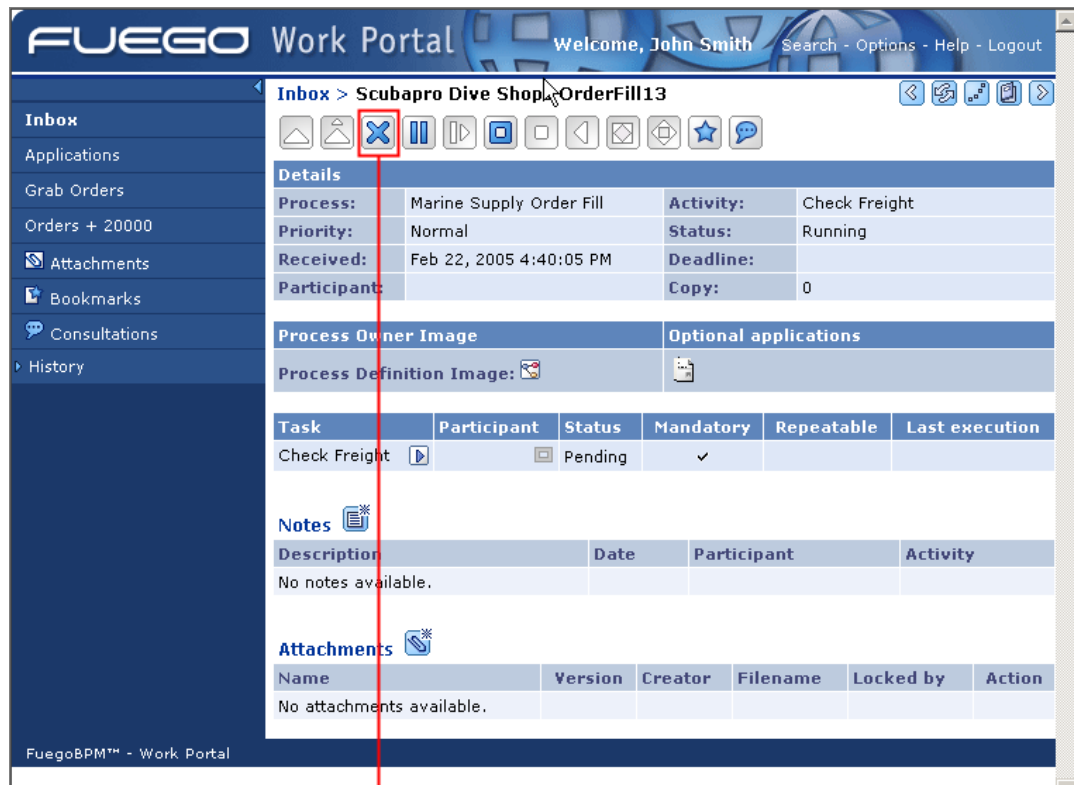 FUEGO Work Portal
Welcome, John Smith
Search - Options - Help - Logout
Inbox
Applications
Grab Orders
Orders + 20000
Attachments
Bookmarks
Consultations
History
Inbox > Scubapro Dive Shop OrderFill13
Details
Process: Marine Supply Order Fill Activity: Check Freight
Priority: Normal Status: Running
Received: Feb 22, 2005 4:40:05 PM Deadline:
Participant: Copy: 0
Process Owner Image Optional applications
Process Definition Image:
Task Participant Status Mandatory Repeatable Last execution
Check Freight Pending ✓
Notes
Description Date Participant Activity
No notes available.
Attachments
Name Version Creator Filename Locked by Action
No attachments available.
FuegoBPM™ - Work Portal